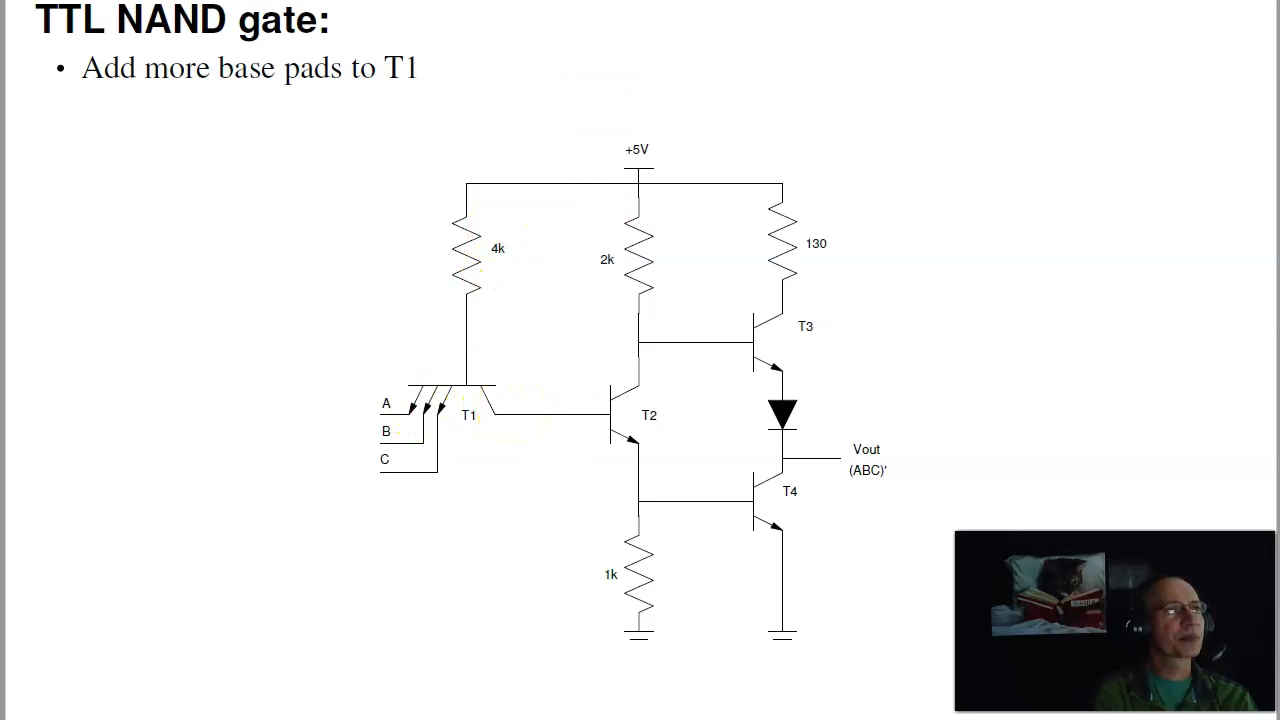 TTL NAND gate:
• Add more base pads to T1
+5V
4k
2k
130
T3
A
T1
T2
B
C
Vout
(ABC)'
T4
1k